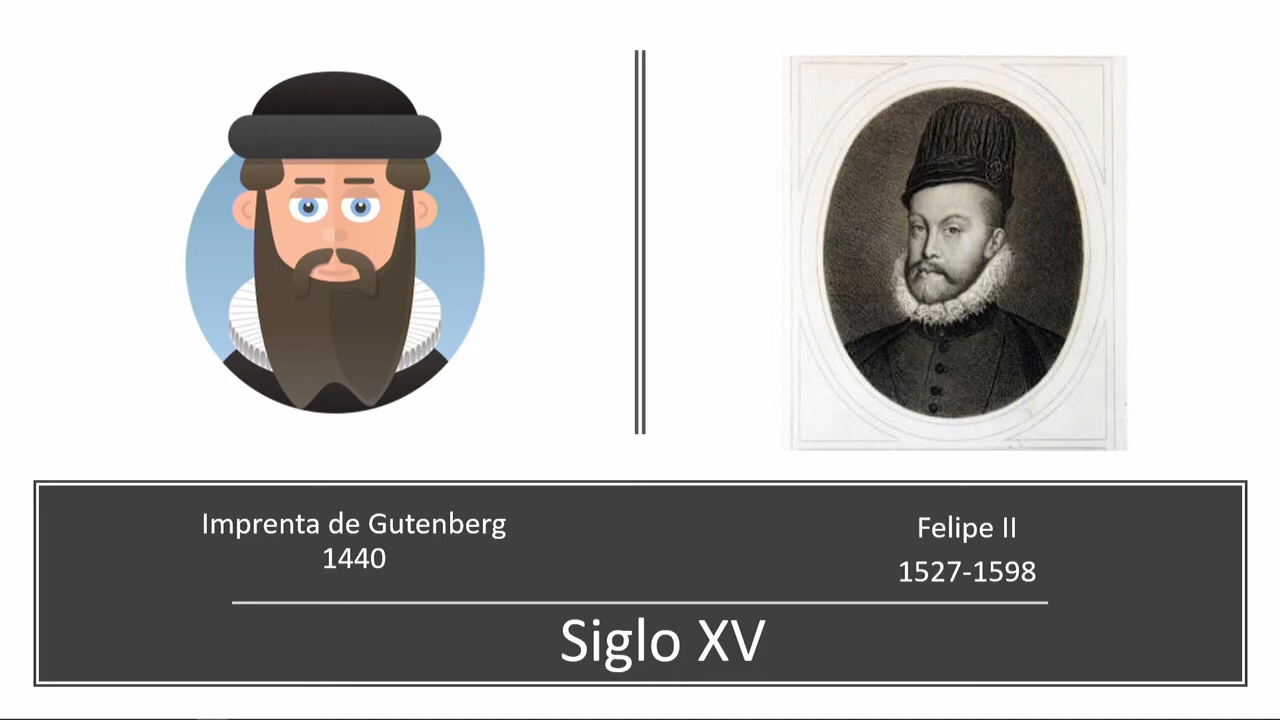 Imprenta de Gutenberg
1440
Felipe II
1527-1598
Siglo XV